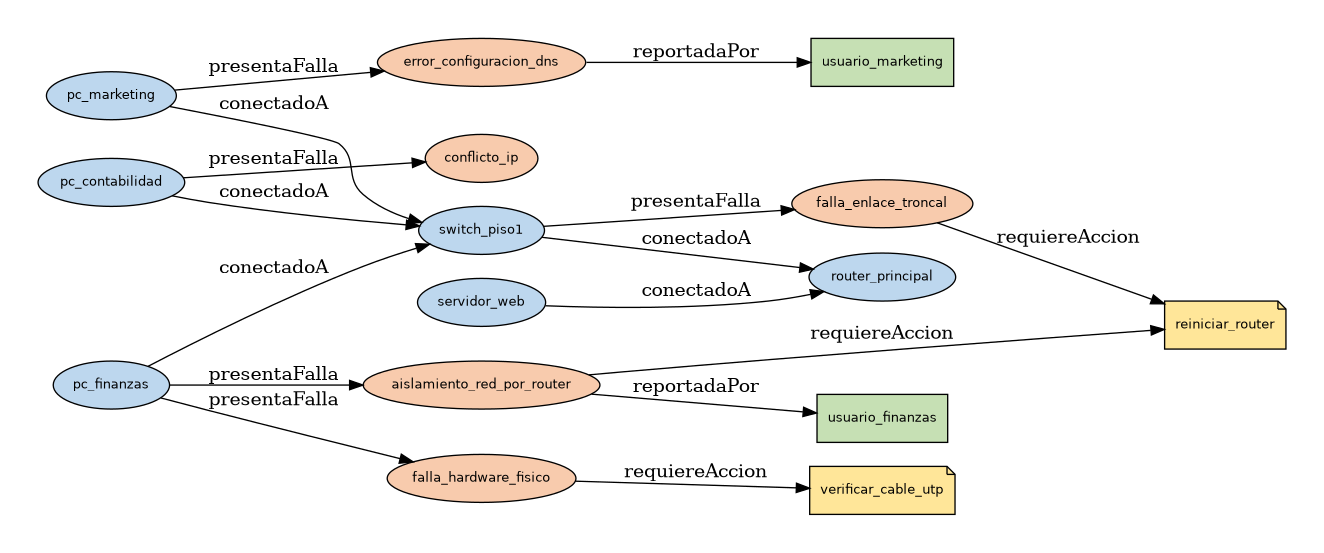 reportadaPor
error_configuracion_dns
usuario_marketing
presentaFalla
pc_marketing
conectadoA
presentaFalla
conflicto_ip
pc_contabilidad
conectadoA
presentaFalla
falla_enlace_troncal
switch_piso1
conectadoA
requiereAccion
conectadoA
router_principal
conectadoA
servidor_web
reiniciar_router
requiereAccion
presentaFalla
pc_finanzas
aislamiento_red_por_router
reportadaPor
presentaFalla
usuario_finanzas
requiereAccion
falla_hardware_fisico
verificar_cable_utp